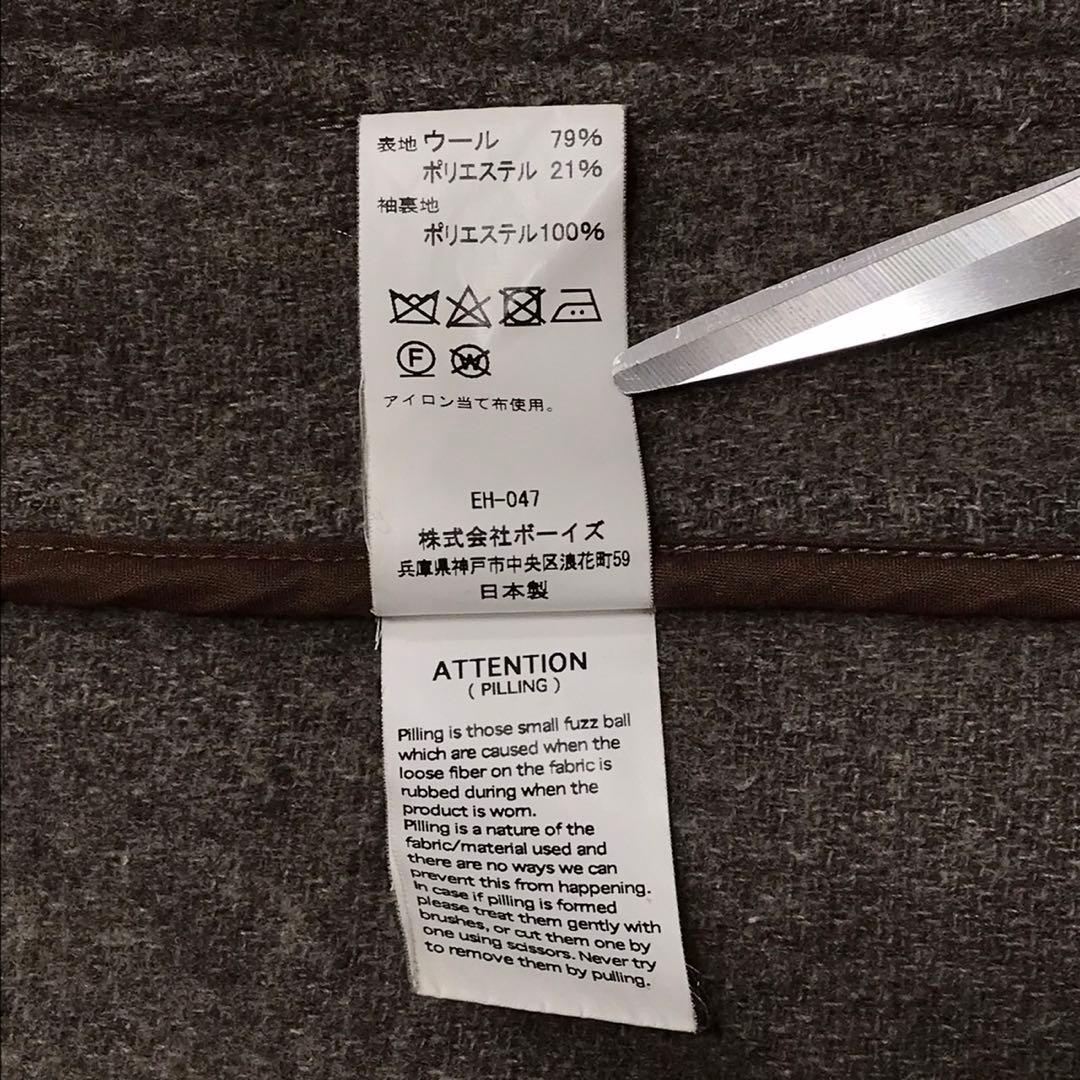 表地 ウール 79%
ポリエステル 21%
袖裏地
ポリエステル100%
F W
アイロン当て布使用。
EH-047
株式会社ボーイズ
兵庫県神戸市中央区浪花町59
日本製
ATTENTION
( PILLING )
Pilling is those small fuzz ball
which are caused when the
loose fiber on the fabric is
rubbed during when the
product is worn.
Pilling is a nature of the
fabric/material used and
there are no ways we can
prevent this from happening.
In case if pilling is formed
please treat them gently with
brushes, or cut them one by
one using scissors. Never try
to remove them by pulling.